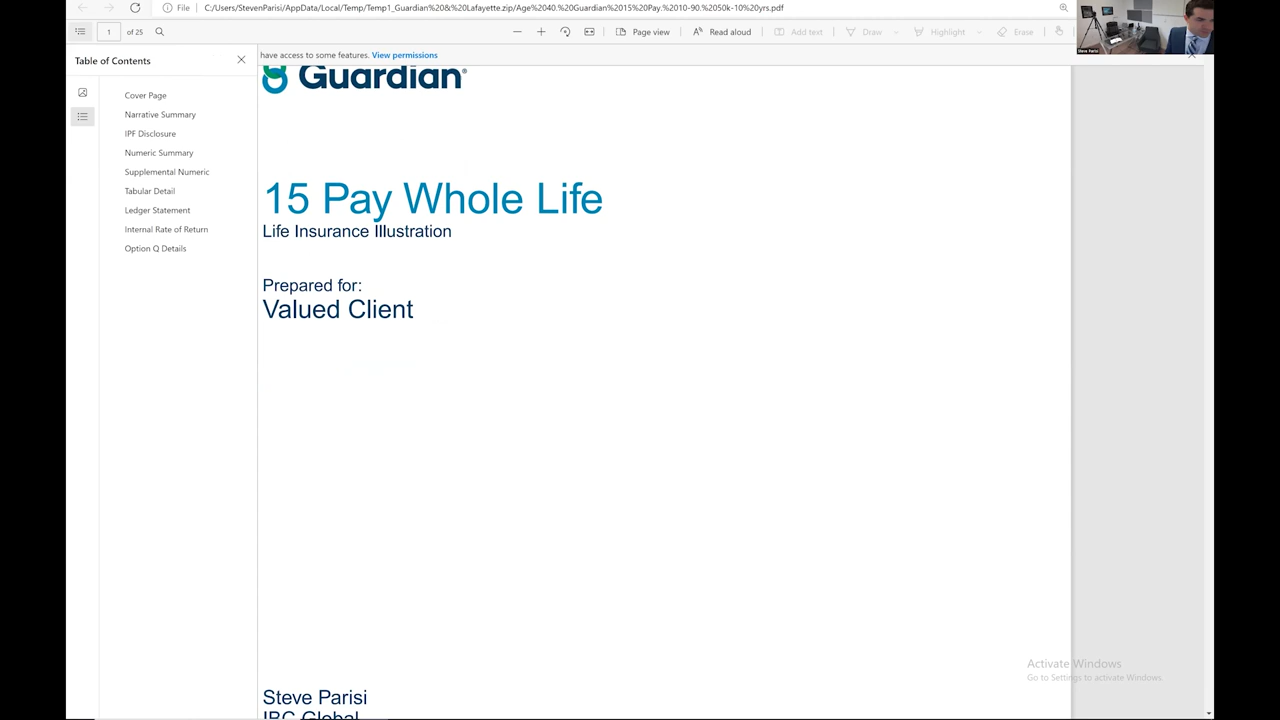 File
C:/Users/StevenParisi/AppData/Local/Temp/Temp1_Guardian%20&%20Lafayette.zip/Age%2040.%20Guardian%2015%20Pay.%2010-90.%2050k-10%20yrs.pdf
1 of 25
Page view
Read aloud
Add text
Draw
Highlight
Erase
Steve Parisi
have access to some features. View permissions
Table of Contents
Cover Page
Narrative Summary
IPF Disclosure
Numeric Summary
Supplemental Numeric
Tabular Detail
Ledger Statement
Internal Rate of Return
Option Q Details
Guardian®
15 Pay Whole Life
Life Insurance Illustration
Prepared for:
Valued Client
Activate Windows
Go to Settings to activate Windows.
Steve Parisi
IBC Global